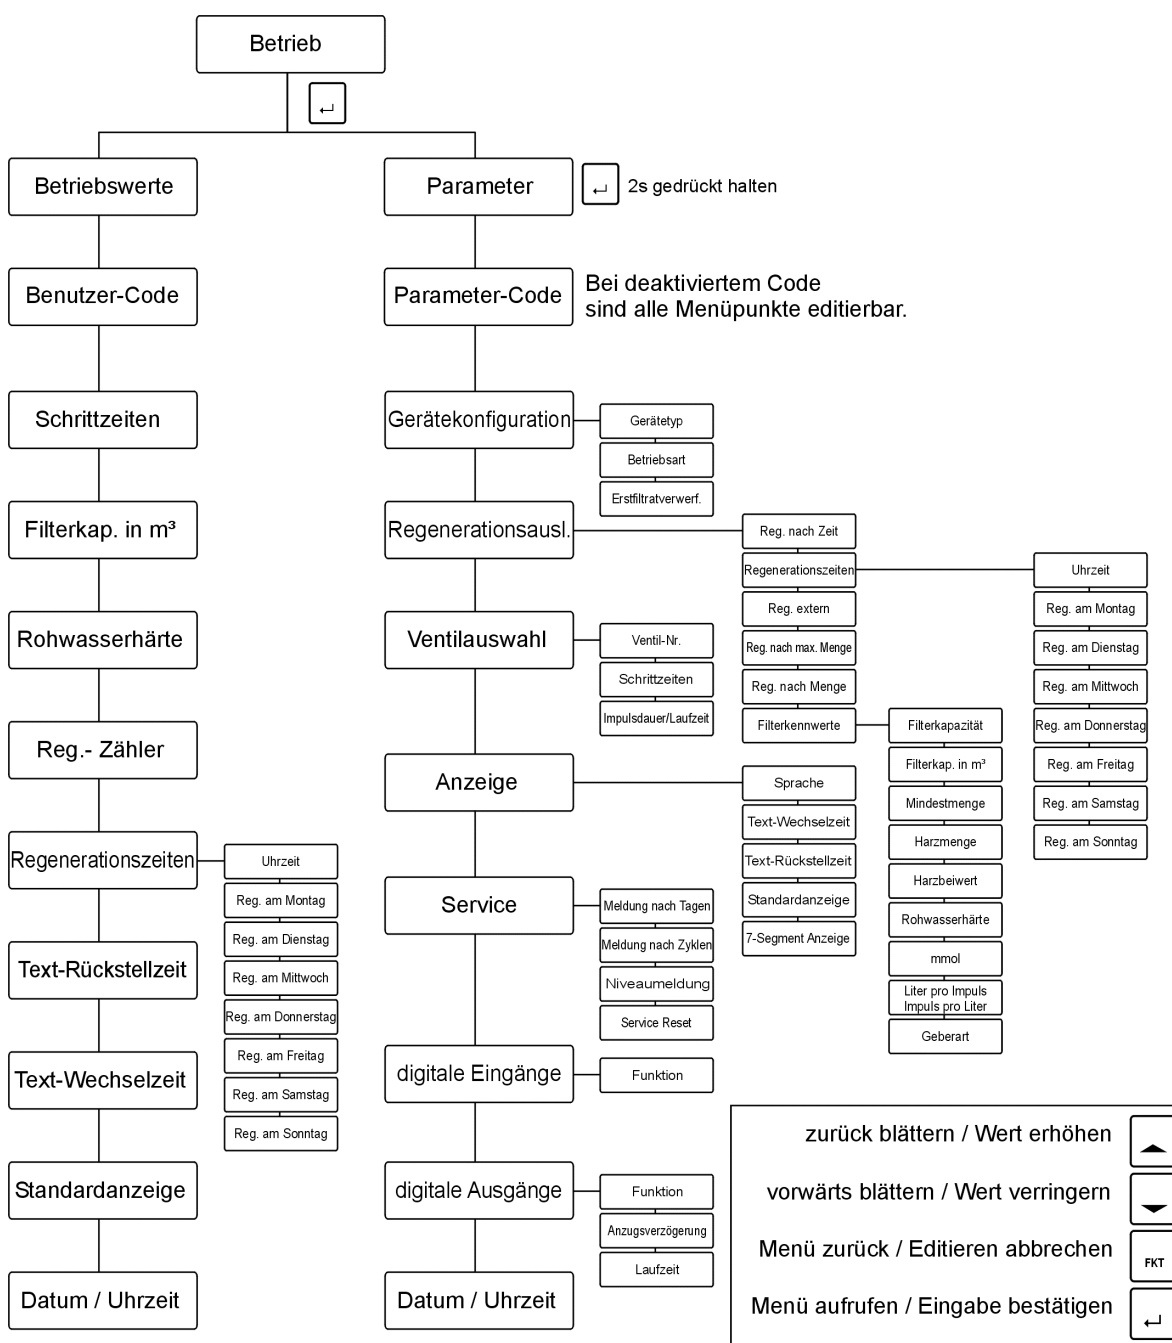 Betrieb
↵
Betriebswerte
Benutzer-Code
Schrittzeiten
Filterkap. in m³
Rohwasserhärte
Reg.- Zähler
Regenerationszeiten
Uhrzeit
Reg. am Montag
Reg. am Dienstag
Reg. am Mittwoch
Reg. am Donnerstag
Reg. am Freitag
Reg. am Samstag
Reg. am Sonntag
Text-Rückstellzeit
Text-Wechselzeit
Standardanzeige
Datum / Uhrzeit
Parameter
↵ 2s gedrückt halten
Parameter-Code
Bei deaktiviertem Code
sind alle Menüpunkte editierbar.
Gerätekonfiguration
Gerätetyp
Betriebsart
Erstfiltratverwerf.
Regenerationsausl.
Reg. nach Zeit
Regenerationszeiten
Uhrzeit
Reg. am Montag
Reg. am Dienstag
Reg. am Mittwoch
Reg. am Donnerstag
Reg. am Freitag
Reg. am Samstag
Reg. am Sonntag
Reg. extern
Reg. nach max. Menge
Reg. nach Menge
Filterkennwerte
Filterkapazität
Filterkap. in m³
Mindestmenge
Harzmenge
Harzbeiwert
Rohwasserhärte
mmol
Liter pro Impuls
Impuls pro Liter
Geberart
Ventilauswahl
Ventil-Nr.
Schrittzeiten
Impulsdauer/Laufzeit
Anzeige
Sprache
Text-Wechselzeit
Text-Rückstellzeit
Standardanzeige
7-Segment Anzeige
Service
Meldung nach Tagen
Meldung nach Zyklen
Niveaumeldung
Service Reset
digitale Eingänge
Funktion
digitale Ausgänge
Funktion
Anzugsverzögerung
Laufzeit
Datum / Uhrzeit
zurück blättern / Wert erhöhen
vorwärts blättern / Wert verringern
Menü zurück / Editieren abbrechen FKT
Menü aufrufen / Eingabe bestätigen ↵